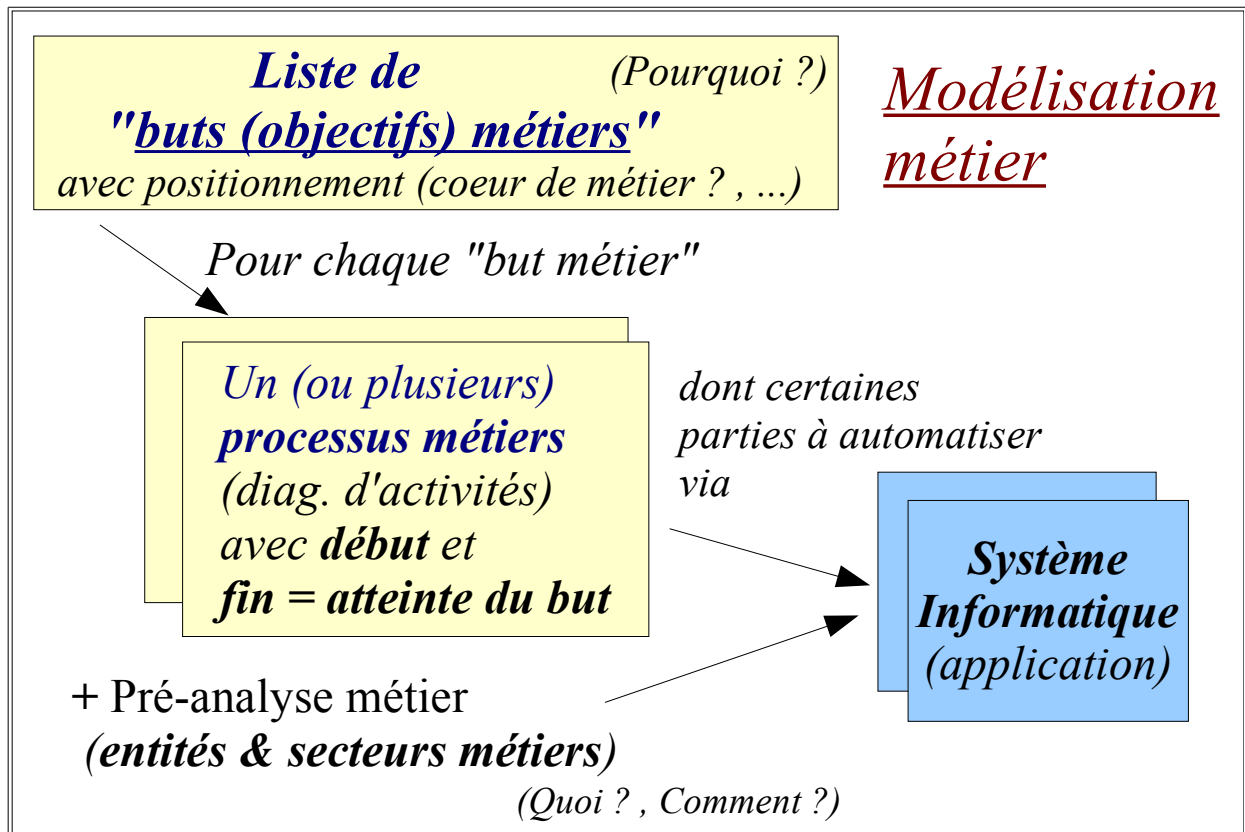 Liste de (Pourquoi ?)
"buts (objectifs) métiers"
avec positionnement (coeur de métier ? , ...)
Modélisation
métier
Pour chaque "but métier"
Un (ou plusieurs)
processus métiers
(diag. d'activités)
avec début et
fin = atteinte du but
dont certaines
parties à automatiser
via
Système
Informatique
(application)
+ Pré-analyse métier
(entités & secteurs métiers)
(Quoi ? , Comment ?)